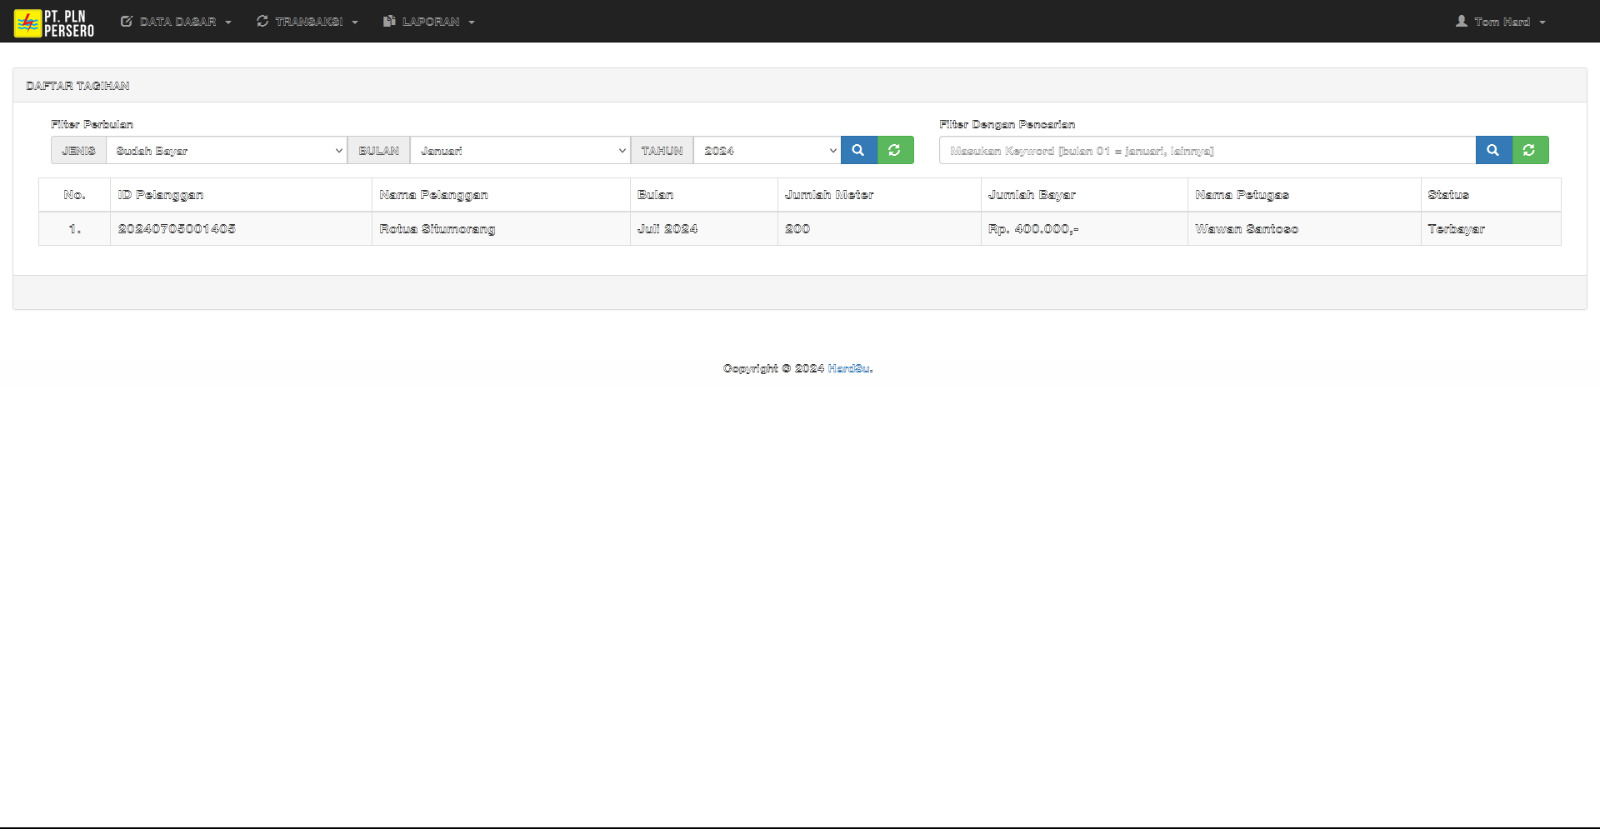 PT. PLN
PERSERO
DATA DASAR
TRANSAKSI
LAPORAN
Tom Hard
DAFTAR TAGIHAN
Filter Perbulan
JENIS Sudah Bayar BULAN Januari TAHUN 2024
Filter Dengan Pencarian
Masukan Keyword [bulan 01 = januari, lainnya]
No. ID Pelanggan Nama Pelanggan Bulan Jumlah Meter Jumlah Bayar Nama Petugas Status
1. 20240705001405 Rotua Situmorang Juli 2024 200 Rp. 400.000,- Wawan Santoso Terbayar
Copyright © 2024 HardSu.